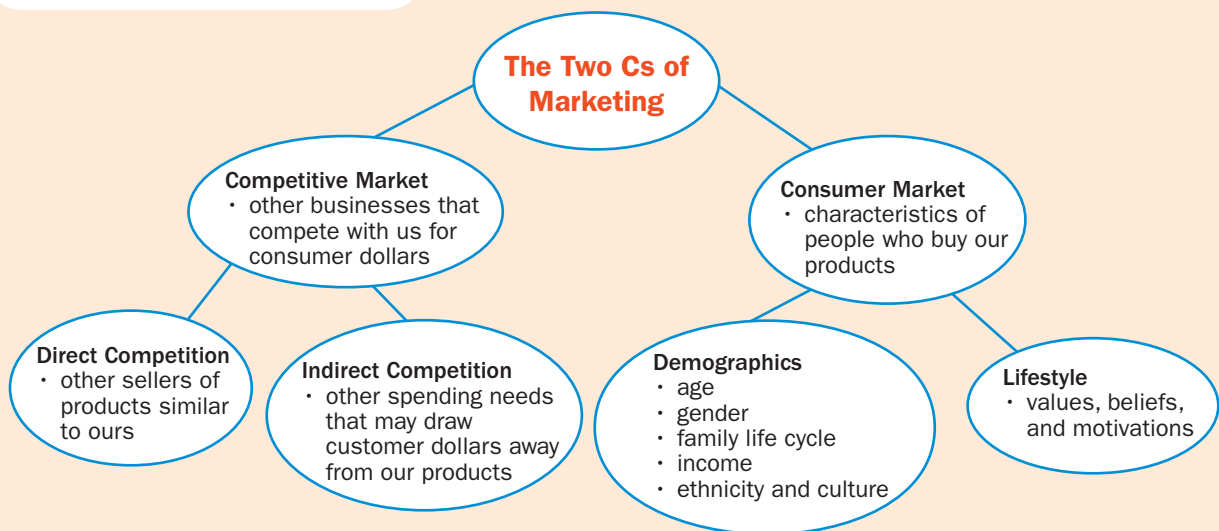 The Two Cs of
Marketing
Competitive Market
• other businesses that
compete with us for
consumer dollars
Consumer Market
• characteristics of
people who buy our
products
Direct Competition
• other sellers of
products similar
to ours
Indirect Competition
• other spending needs
that may draw
customer dollars away
from our products
Demographics
• age
• gender
• family life cycle
• income
• ethnicity and culture
Lifestyle
• values, beliefs,
and motivations